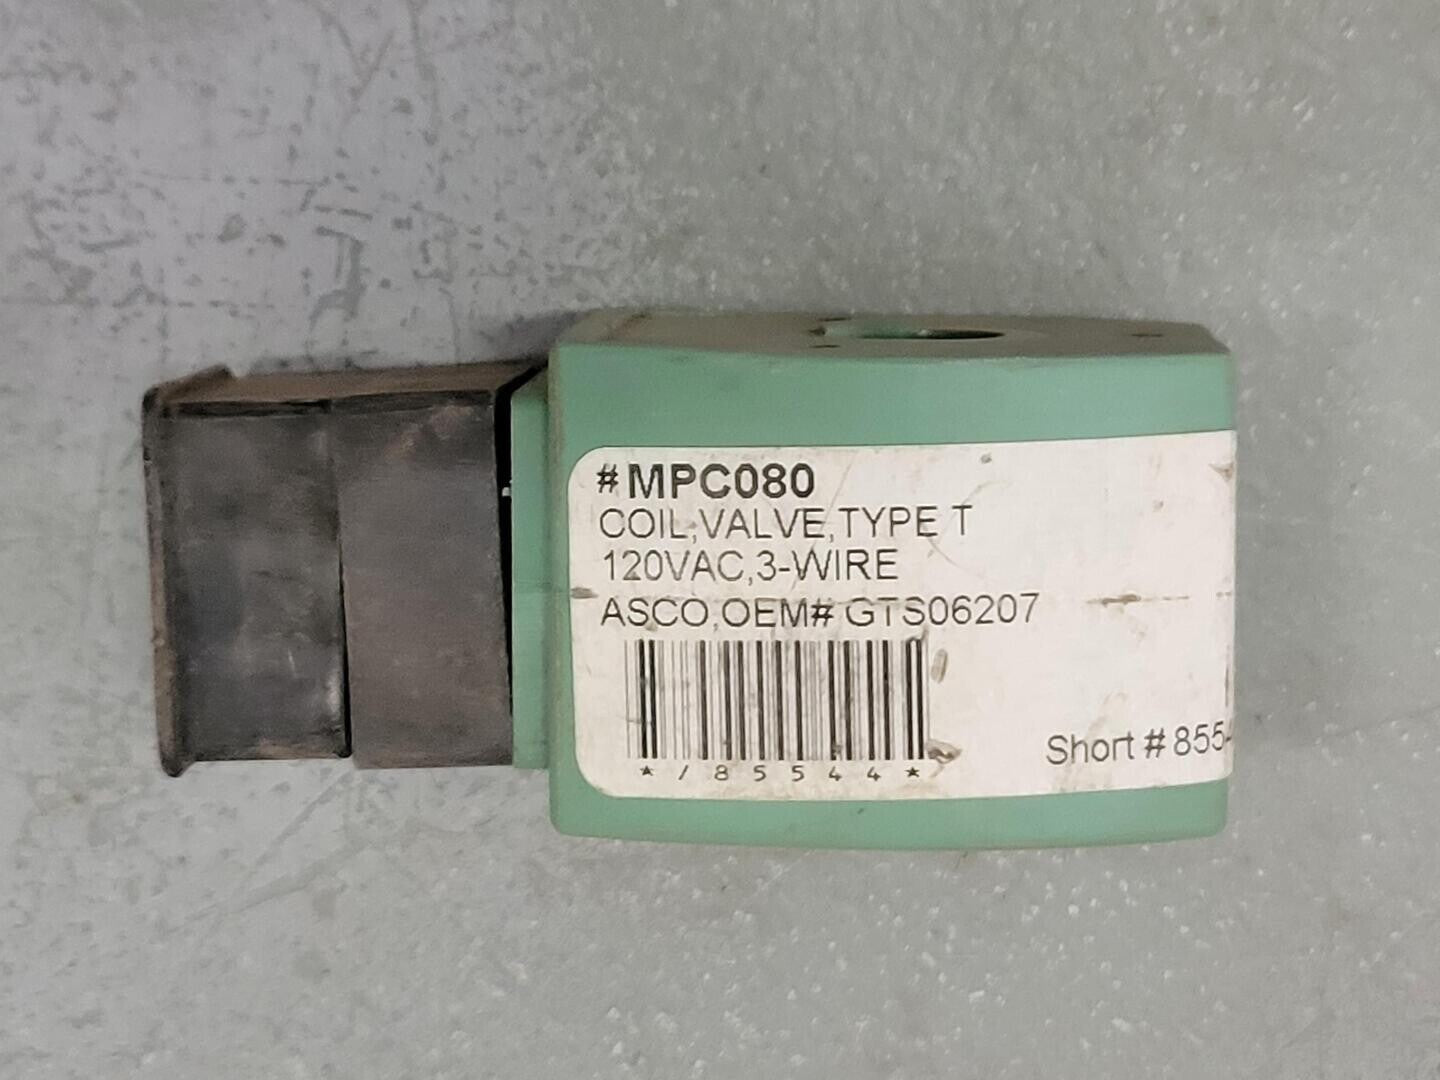 #MPC080
COIL,VALVE,TYPE T
120VAC,3-WIRE
ASCO,OEM# GTS06207
*/85544*
Short # 855-